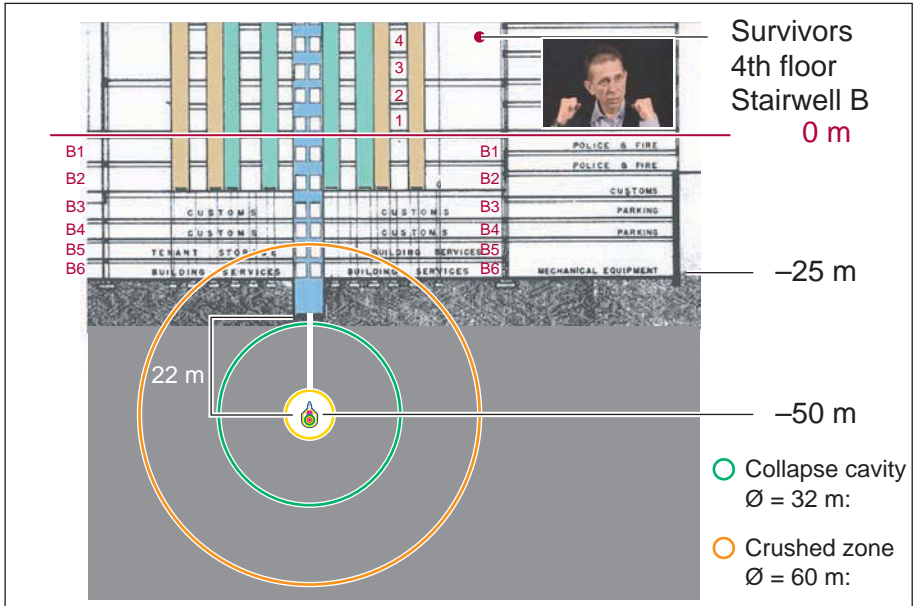 Survivors
4th floor
Stairwell B
0 m
4
3
2
1
B1
B1
POLICE & FIRE
POLICE & FIRE
B2
B2
CUSTOMS
B3
CUSTOMS
CUSTOMS
B3
PARKING
B4
CUSTOMS
CUSTOMS
B4
PARKING
B5
TENANT STORAGE
BUILDING SERVICES
B5
B6
BUILDING SERVICES
BUILDING SERVICES
B6
MECHANICAL EQUIPMENT
–25 m
22 m
–50 m
Collapse cavity
Ø = 32 m:
Crushed zone
Ø = 60 m: